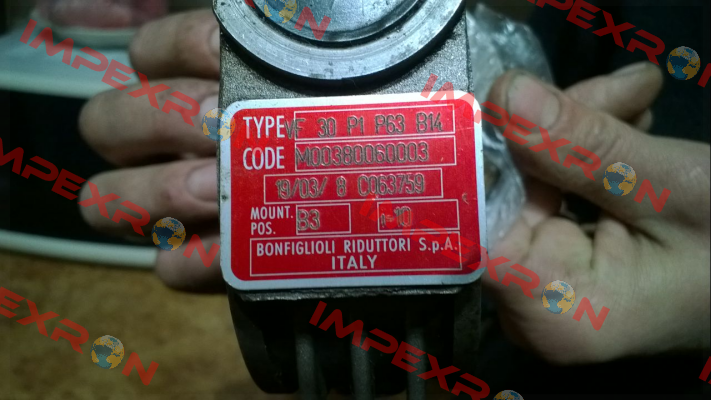 IMPEXRON
TYPE VF 30 P1 P63 B14
CODE M00380060003
19/03/ 8 C063759
MOUNT. POS. B3 i=10
BONFIGLIOLI RIDUTTORI S.p.A.
ITALY